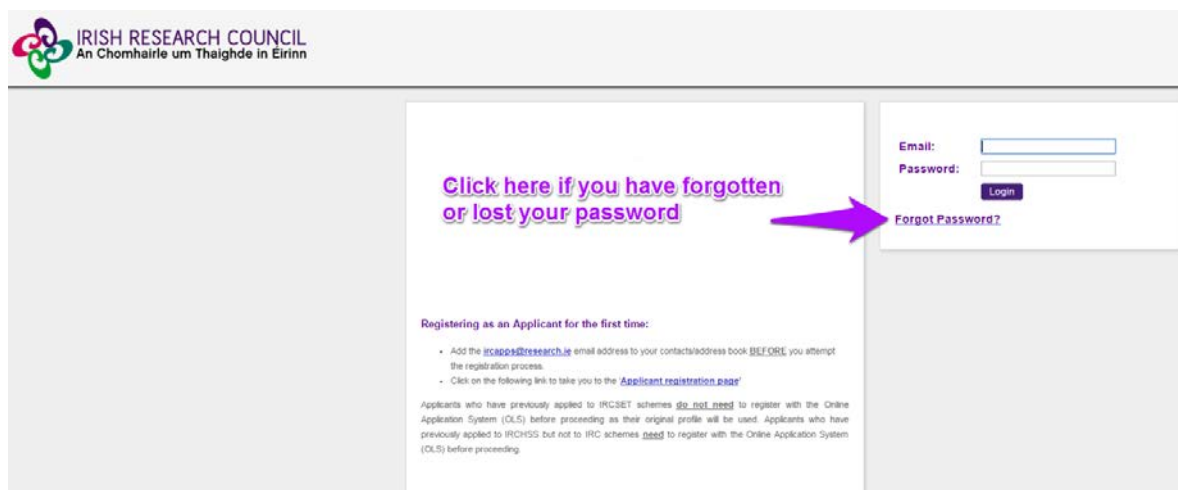 IRISH RESEARCH COUNCIL
An Chomhairle um Thaighde in Éirinn
Email:
Password:
Login
Forgot Password?
Click here if you have forgotten
or lost your password
Registering as an Applicant for the first time:
• Add the ircapps@research.ie email address to your contacts/address book BEFORE you attempt
the registration process.
• Click on the following link to take you to the 'Applicant registration page'
Applicants who have previously applied to IRCSET schemes do not need to register with the Online
Application System (OLS) before proceeding as their original profile will be used. Applicants who have
previously applied to IRCHSS but not to IRC schemes need to register with the Online Application System
(OLS) before proceeding.